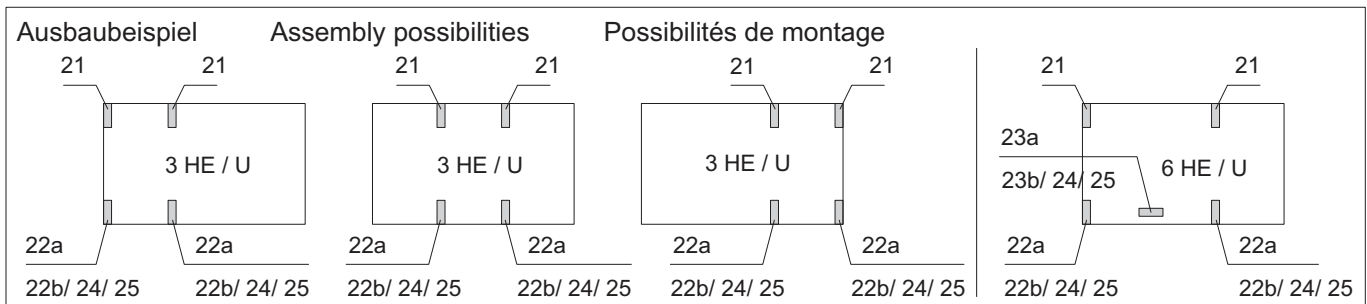 Ausbaubeispiel Assembly possibilities Possibilités de montage
21 21 21 21 21 21 21 21
23a
3 HE / U 3 HE / U 3 HE / U 6 HE / U
23b/ 24/ 25
22a 22a 22a 22a 22a 22a 22a 22a
22b/ 24/ 25 22b/ 24/ 25 22b/ 24/ 25 22b/ 24/ 25 22b/ 24/ 25 22b/ 24/ 25 22b/ 24/ 25 22b/ 24/ 25